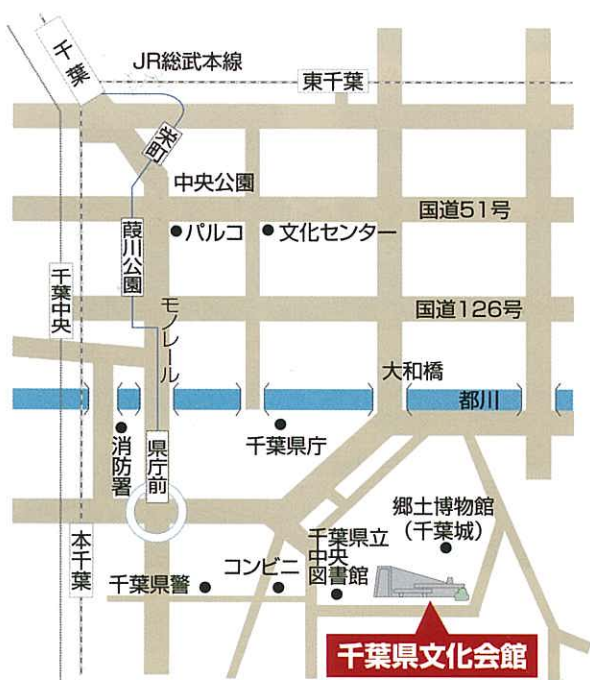 千葉
JR総武本線
東千葉
栄町
中央公園
国道51号
葭川公園
パルコ
文化センター
千葉中央
モノレール
国道126号
大和橋
都川
消防署
県庁前
千葉県庁
本千葉
郷土博物館
(千葉城)
千葉県立
中央
図書館
コンビニ
千葉県警
千葉県文化会館